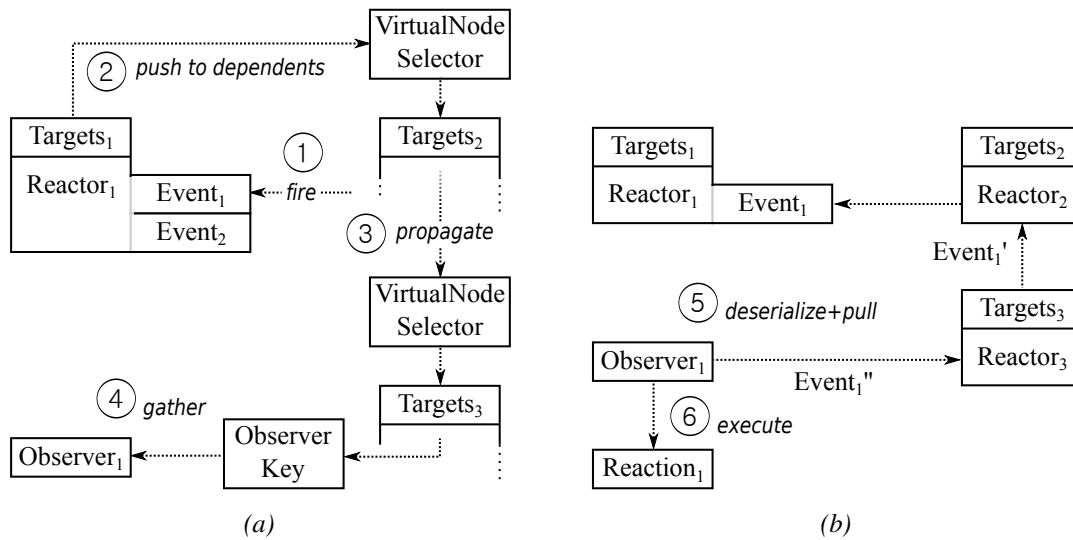 VirtualNode
Selector
② push to dependents
Targets₁
Reactor₁
Event₁
Event₂
① fire
Targets₂
③ propagate
VirtualNode
Selector
Targets₃
④ gather
Observer
Key
Observer₁
(a)
Targets₁
Reactor₁
Event₁
Targets₂
Reactor₂
Event₁'
Targets₃
Reactor₃
⑤ deserialize+pull
Observer₁
Event₁''
⑥ execute
Reaction₁
(b)